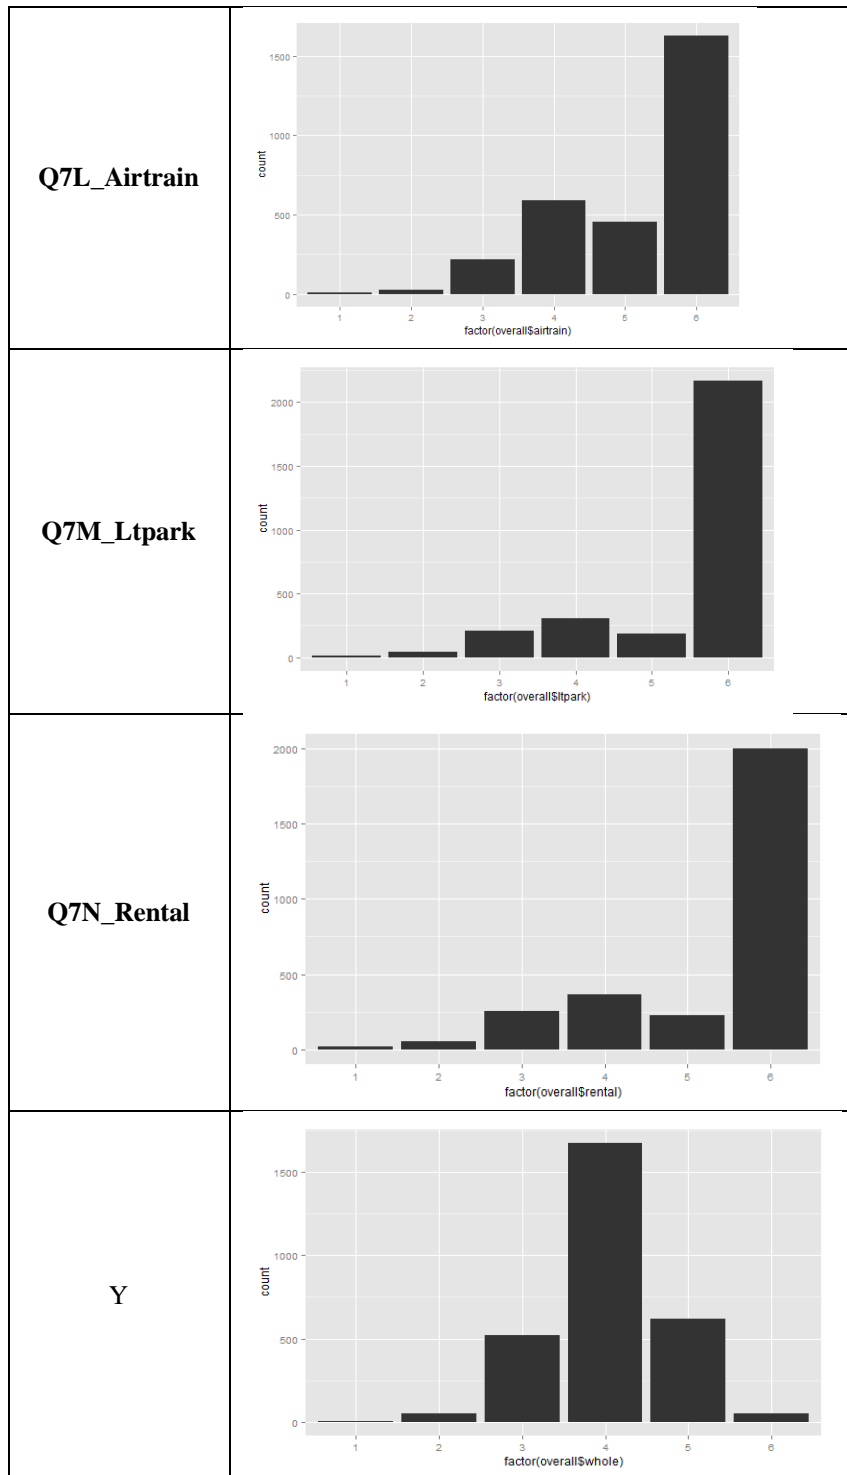 Q7L_Airtrain
count
1500
1000
500
0
1 2 3 4 5 6
factor(overall$airtrain)
Q7M_Ltpark
count
2000
1500
1000
500
0
1 2 3 4 5 6
factor(overall$ltpark)
Q7N_Rental
count
2000
1500
1000
500
0
1 2 3 4 5 6
factor(overall$rental)
Y
count
1500
1000
500
0
1 2 3 4 5 6
factor(overall$whole)